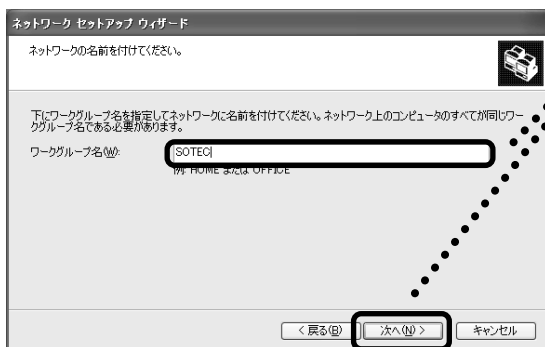 ネットワーク セットアップ ウィザード
ネットワークの名前を付けてください。
下にワークグループ名を指定してネットワークに名前を付けてください。ネットワーク上のコンピュータのすべてが同じワー
クグループ名である必要があります。
ワークグループ名(W):
SOTEC
例: HOME または OFFICE
< 戻る(B)
次へ(N) >
キャンセル